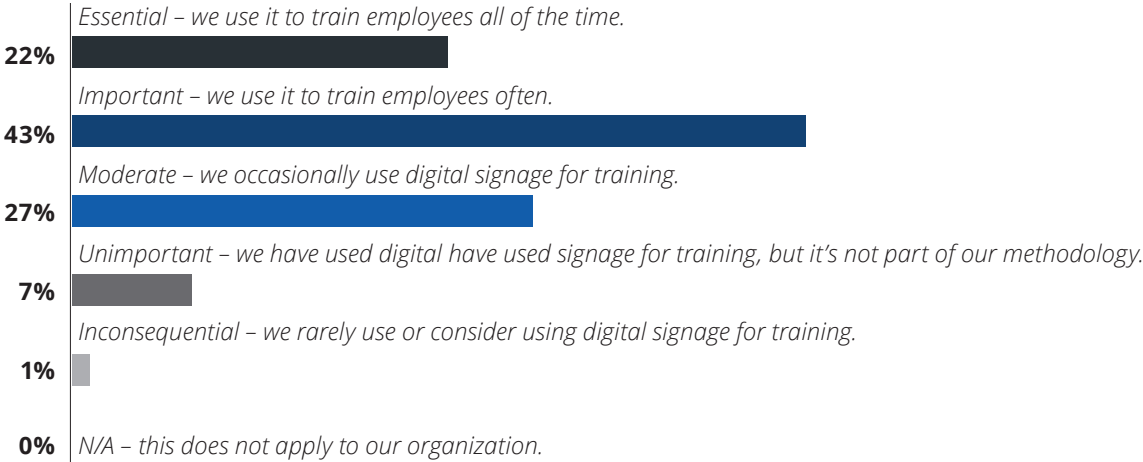 Essential – we use it to train employees all of the time.
22%
Important – we use it to train employees often.
43%
Moderate – we occasionally use digital signage for training.
27%
Unimportant – we have used digital have used signage for training, but it’s not part of our methodology.
7%
Inconsequential – we rarely use or consider using digital signage for training.
1%
0% N/A – this does not apply to our organization.